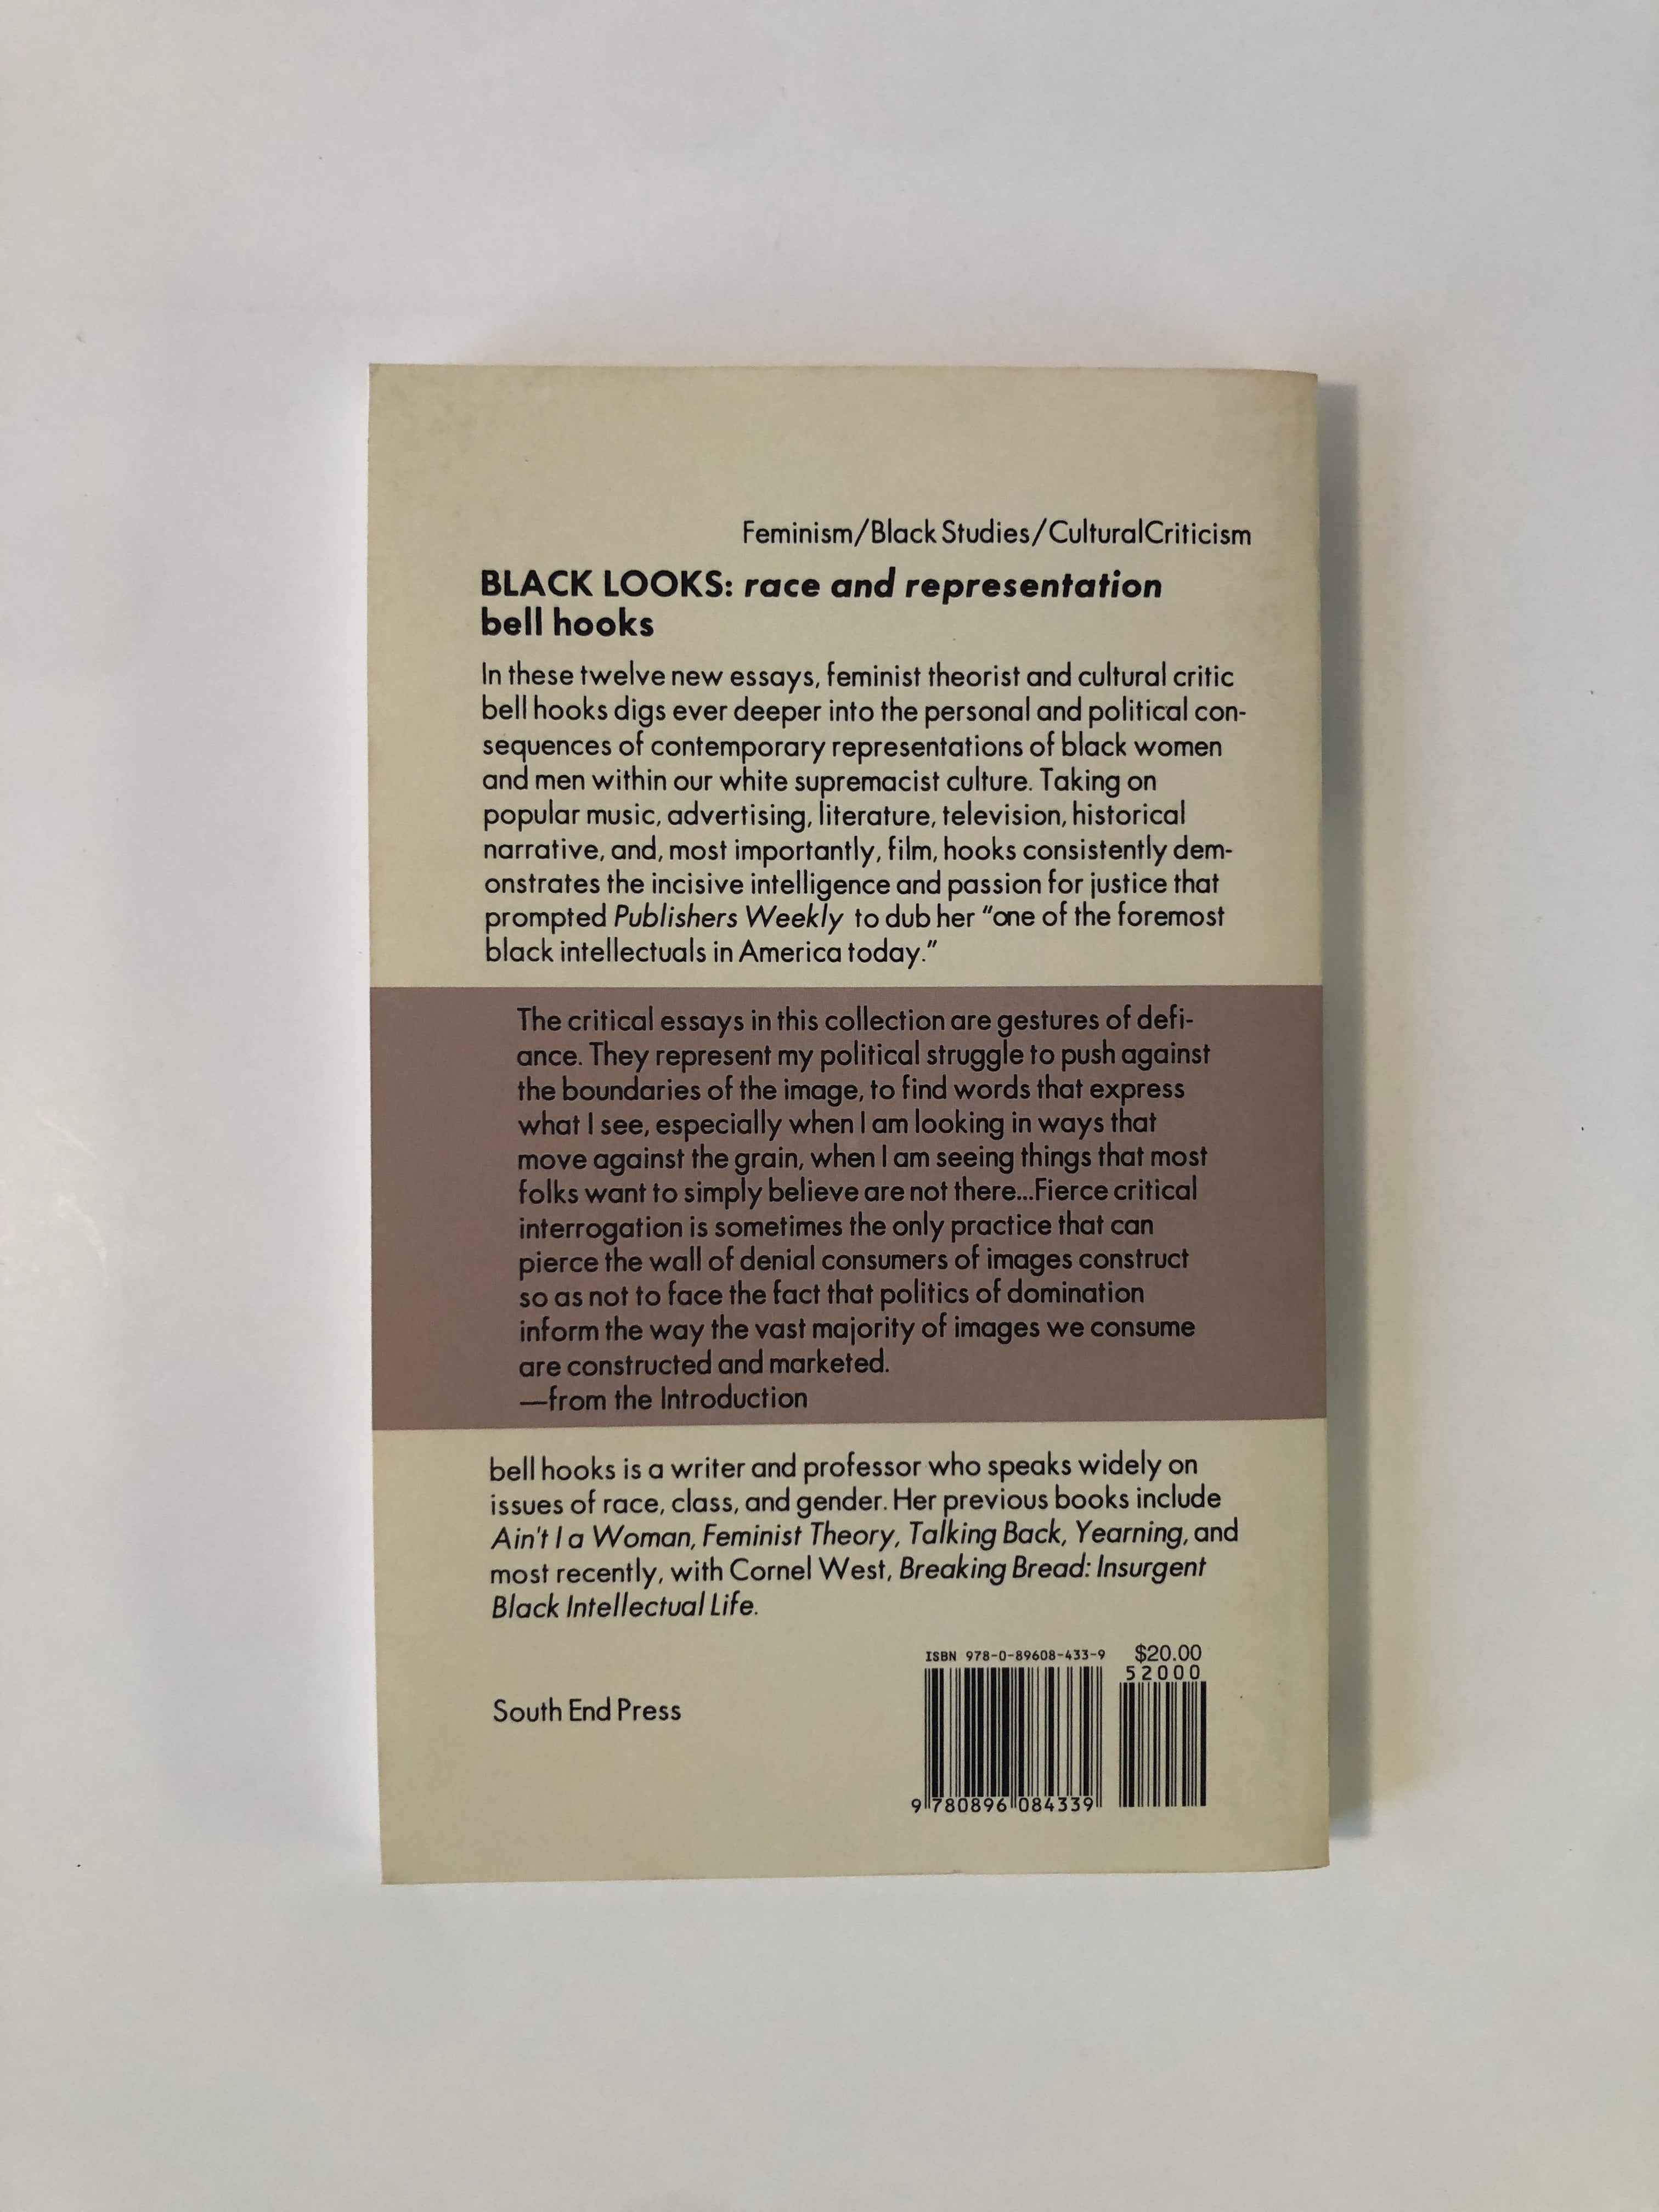 Feminism/Black Studies/CulturalCriticism
BLACK LOOKS: race and representation
bell hooks
In these twelve new essays, feminist theorist and cultural critic
bell hooks digs ever deeper into the personal and political con-
sequences of contemporary representations of black women
and men within our white supremacist culture. Taking on
popular music, advertising, literature, television, historical
narrative, and, most importantly, film, hooks consistently dem-
onstrates the incisive intelligence and passion for justice that
prompted Publishers Weekly to dub her “one of the foremost
black intellectuals in America today.”
The critical essays in this collection are gestures of defi-
ance. They represent my political struggle to push against
the boundaries of the image, to find words that express
what I see, especially when I am looking in ways that
move against the grain, when I am seeing things that most
folks want to simply believe are not there...Fierce critical
interrogation is sometimes the only practice that can
pierce the wall of denial consumers of images construct
so as not to face the fact that politics of domination
inform the way the vast majority of images we consume
are constructed and marketed.
—from the Introduction
bell hooks is a writer and professor who speaks widely on
issues of race, class, and gender. Her previous books include
Ain't I a Woman, Feminist Theory, Talking Back, Yearning, and
most recently, with Cornel West, Breaking Bread: Insurgent
Black Intellectual Life.
ISBN 978-0-89608-433-9 $20.00
52000
South End Press
9 780896 084339